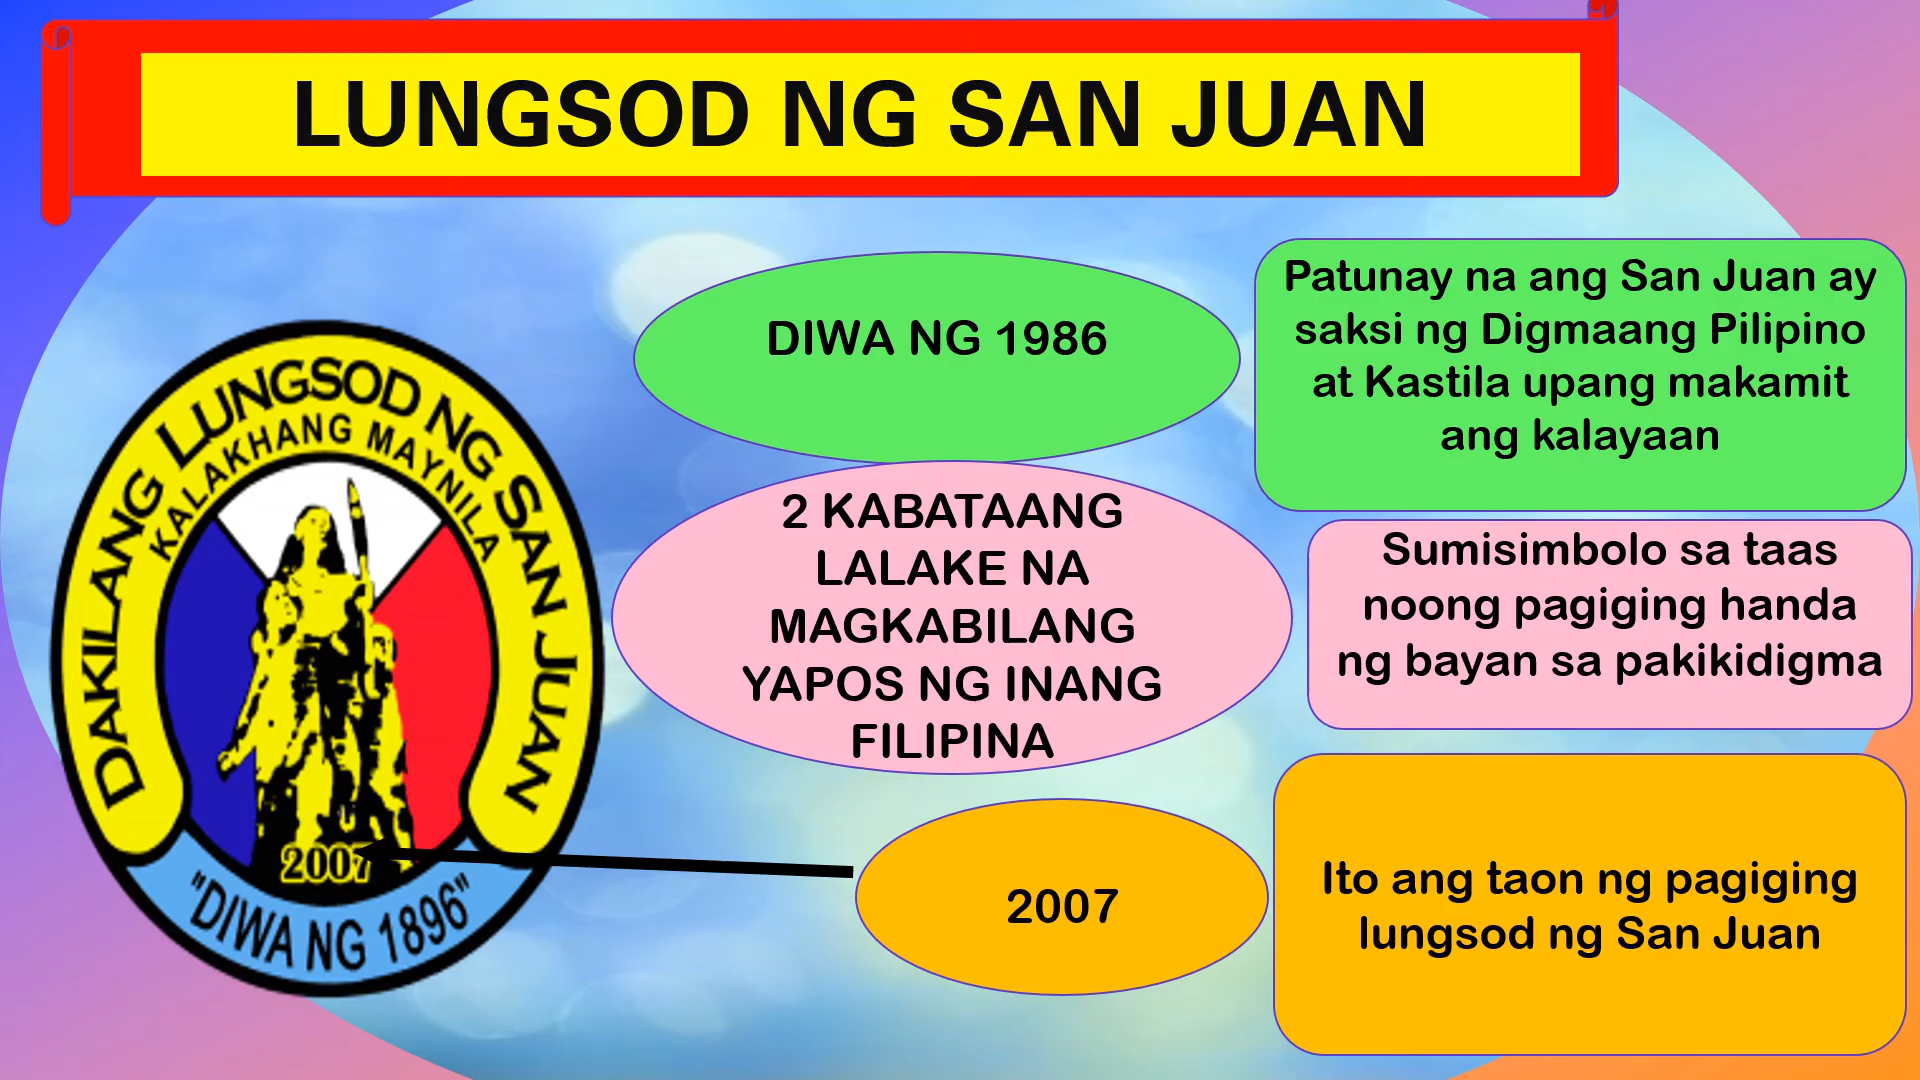 LUNGSOD NG SAN JUAN
DAKILANG LUNGSOD NG SAN JUAN
KALAKHANG MAYNILA
2007
"DIWA NG 1896"
DIWA NG 1986
Patunay na ang San Juan ay
saksi ng Digmaang Pilipino
at Kastila upang makamit
ang kalayaan
2 KABATAANG
LALAKE NA
MAGKABILANG
YAPOS NG INANG
FILIPINA
Sumisimbolo sa taas
noong pagiging handa
ng bayan sa pakikidigma
2007
Ito ang taon ng pagiging
lungsod ng San Juan